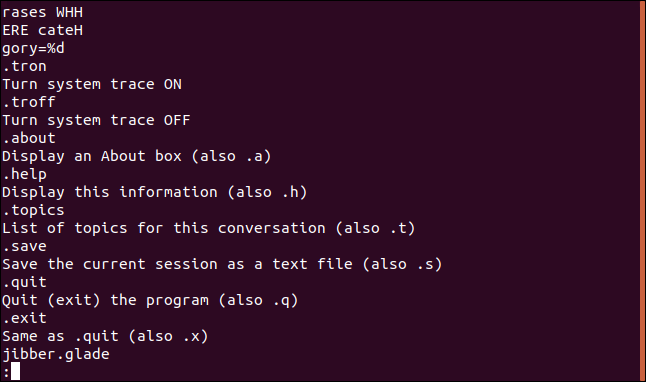 rases WHH
ERE cateH
gory=%d
.tron
Turn system trace ON
.troff
Turn system trace OFF
.about
Display an About box (also .a)
.help
Display this information (also .h)
.topics
List of topics for this conversation (also .t)
.save
Save the current session as a text file (also .s)
.quit
Quit (exit) the program (also .q)
.exit
Same as .quit (also .x)
jibber.glade
: